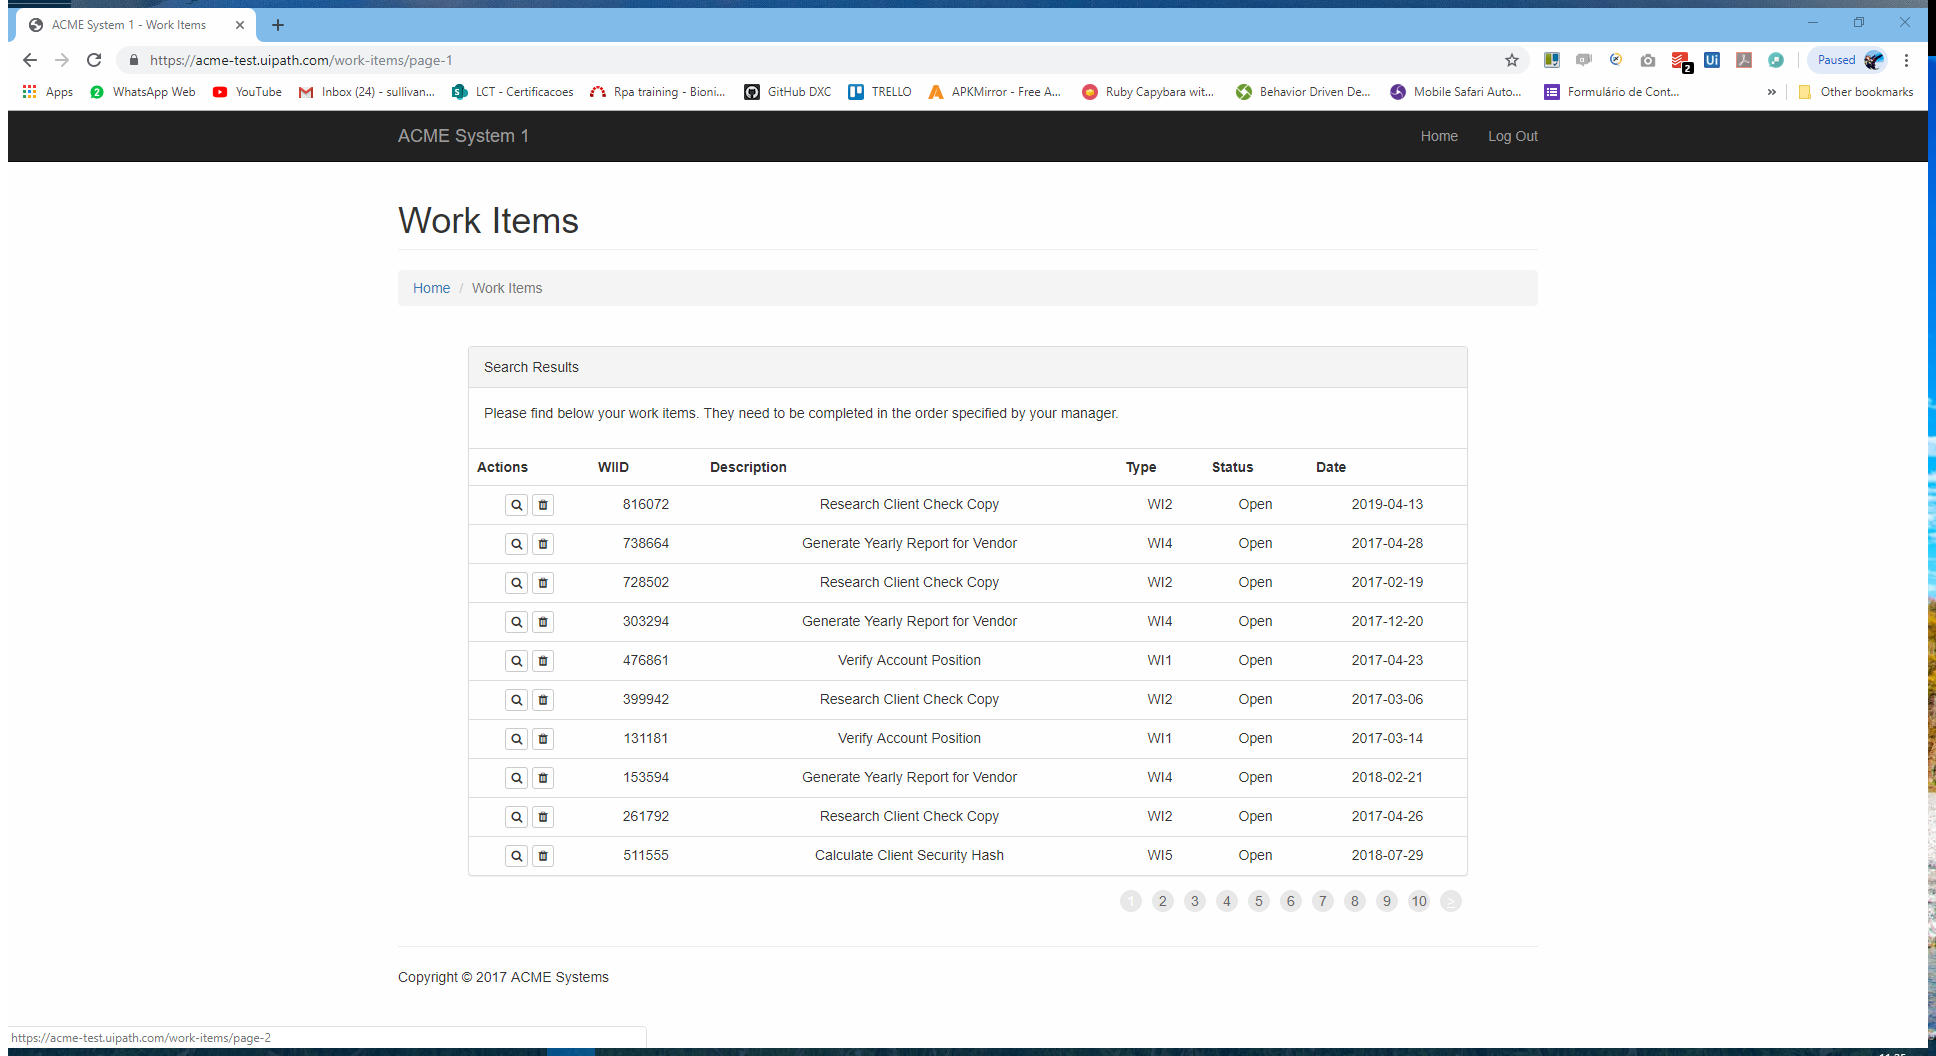 ACME System 1 - Work Items
https://acme-test.uipath.com/work-items/page-1
2
Ui
Paused
Apps
2 WhatsApp Web
YouTube
Inbox (24) - sullivan...
S LCT - Certificacoes
Rpa training - Bioni...
GitHub DXC
TRELLO
APKMirror - Free A...
Ruby Capybara wit...
Behavior Driven De...
Mobile Safari Auto...
Formulário de Cont...
»
Other bookmarks
ACME System 1 Home Log Out
Work Items
Home / Work Items
Search Results
Please find below your work items. They need to be completed in the order specified by your manager.
Actions WIID Description Type Status Date
816072 Research Client Check Copy WI2 Open 2019-04-13
738664 Generate Yearly Report for Vendor WI4 Open 2017-04-28
728502 Research Client Check Copy WI2 Open 2017-02-19
303294 Generate Yearly Report for Vendor WI4 Open 2017-12-20
476861 Verify Account Position WI1 Open 2017-04-23
399942 Research Client Check Copy WI2 Open 2017-03-06
131181 Verify Account Position WI1 Open 2017-03-14
153594 Generate Yearly Report for Vendor WI4 Open 2018-02-21
261792 Research Client Check Copy WI2 Open 2017-04-26
511555 Calculate Client Security Hash WI5 Open 2018-07-29
1 2 3 4 5 6 7 8 9 10 >
Copyright © 2017 ACME Systems
https://acme-test.uipath.com/work-items/page-2